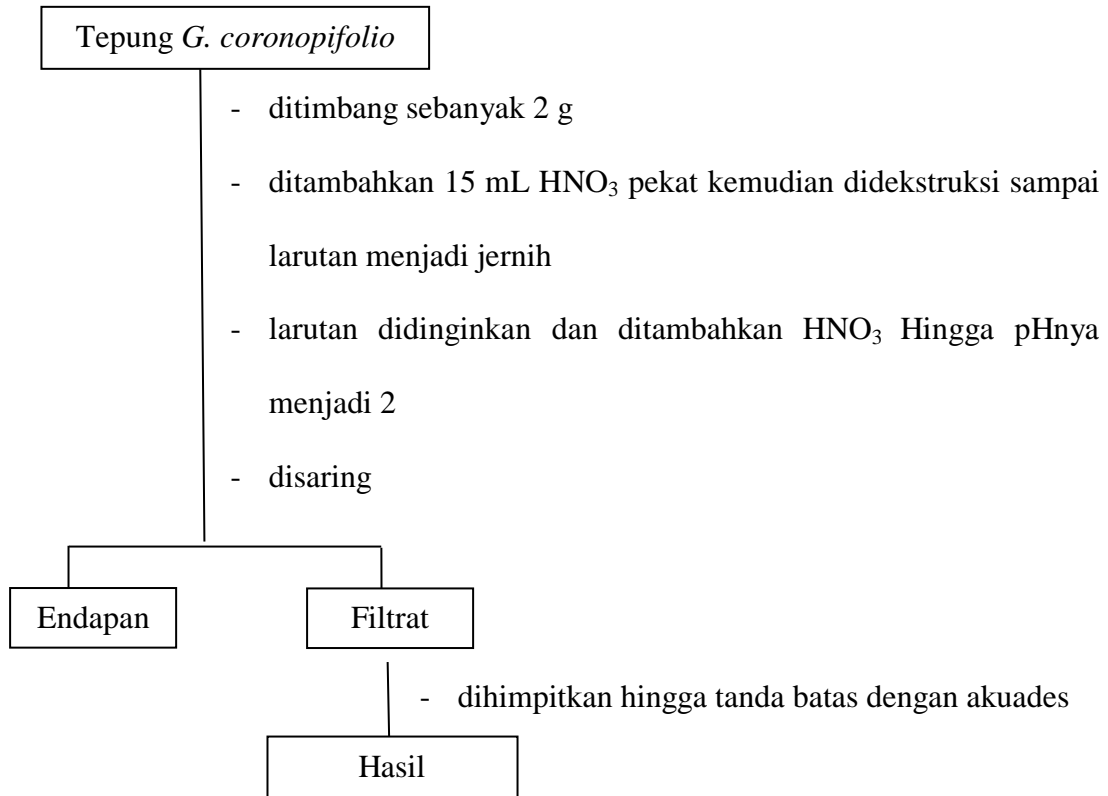 Tepung G. coronopifolio
- ditimbang sebanyak 2 g
- ditambahkan 15 mL HNO₃ pekat kemudian didekstruksi sampai
larutan menjadi jernih
- larutan didinginkan dan ditambahkan HNO₃ Hingga pHnya
menjadi 2
- disaring
Endapan
Filtrat
- dihimpitkan hingga tanda batas dengan akuades
Hasil